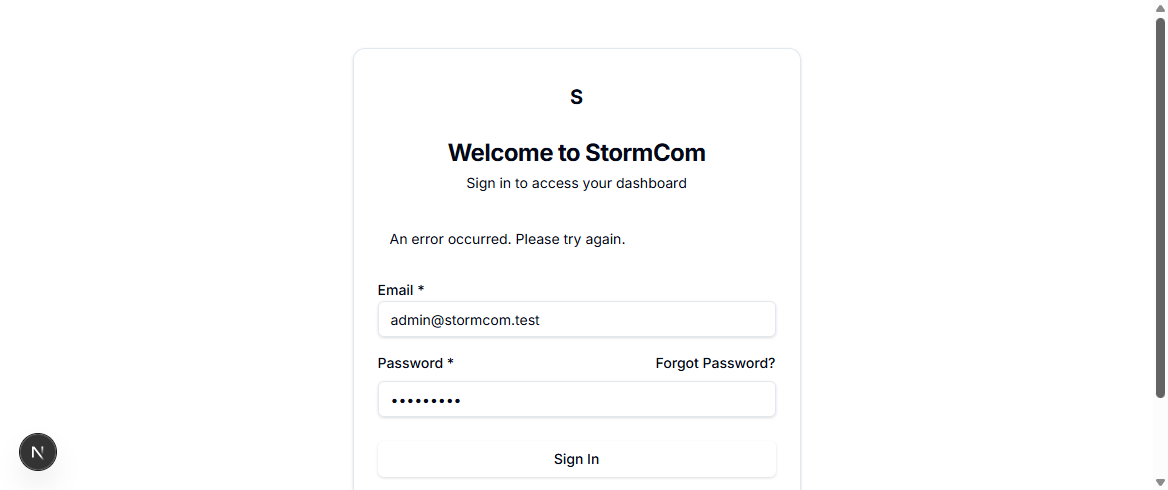 S
Welcome to StormCom
Sign in to access your dashboard
An error occurred. Please try again.
Email *
admin@stormcom.test
Password * Forgot Password?
•••••••••
Sign In
N